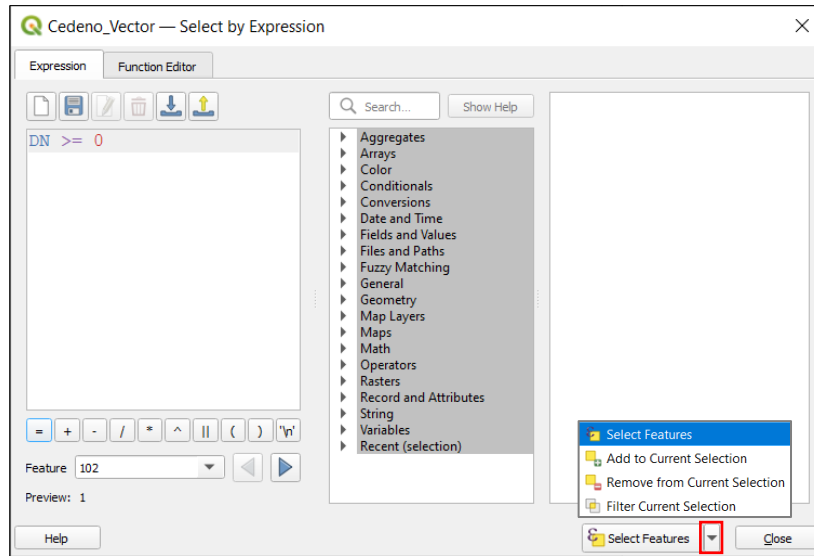 Cedeno_Vector — Select by Expression
Expression Function Editor
Search... Show Help
DN >= 0
Aggregates
Arrays
Color
Conditionals
Conversions
Date and Time
Fields and Values
Files and Paths
Fuzzy Matching
General
Geometry
Map Layers
Maps
Math
Operators
Rasters
Record and Attributes
String
Variables
Recent (selection)
= + - / * ^ || ( ) '\n'
Feature 102
Preview: 1
Select Features
Add to Current Selection
Remove from Current Selection
Filter Current Selection
Help Select Features Close